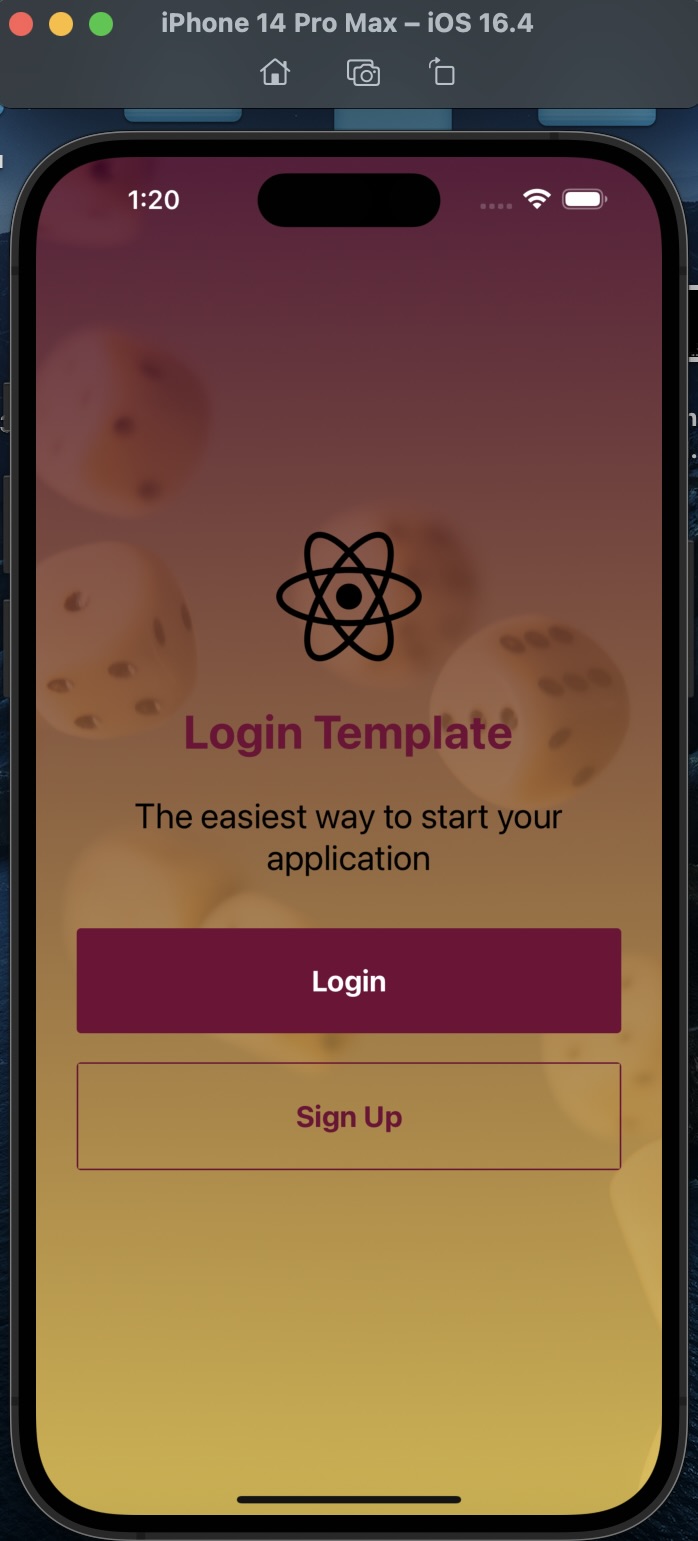 iPhone 14 Pro Max – iOS 16.4
1:20
Login Template
The easiest way to start your
application
Login
Sign Up